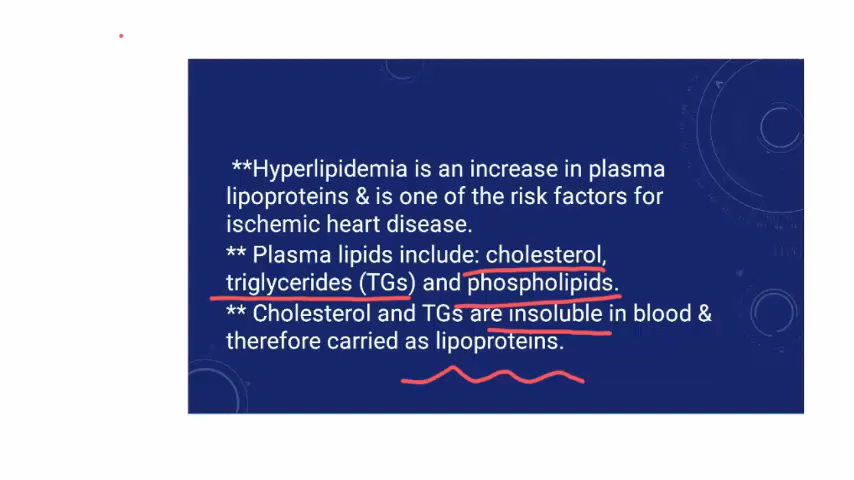 **Hyperlipidemia is an increase in plasma
lipoproteins & is one of the risk factors for
ischemic heart disease.
** Plasma lipids include: cholesterol,
triglycerides (TGs) and phospholipids.
** Cholesterol and TGs are insoluble in blood &
therefore carried as lipoproteins.